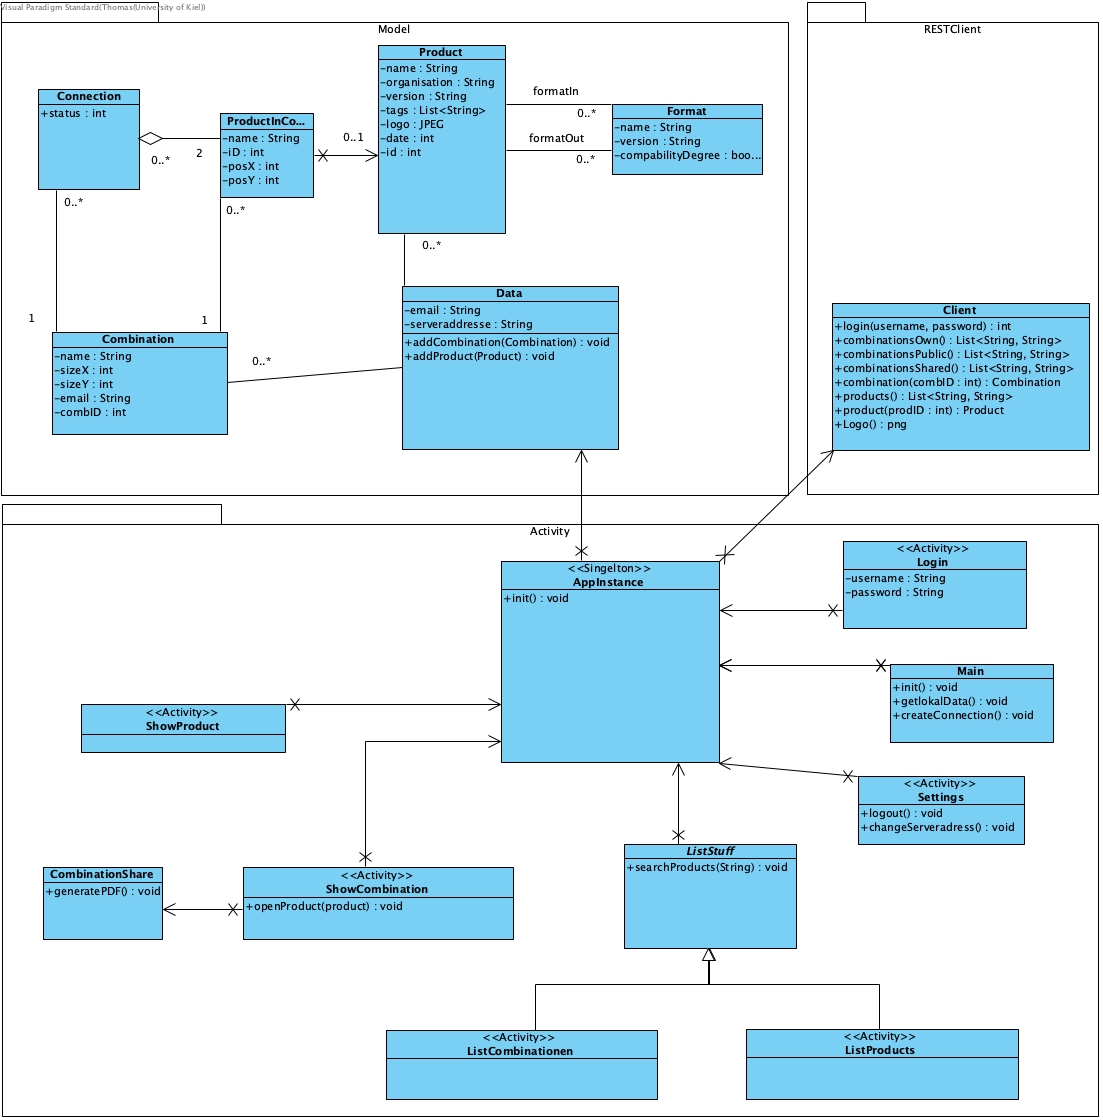 Visual Paradigm Standard(Thomas(University of Kiel))
Model
Connection
+status : int
0..*
2
ProductInCo...
-name : String
-iD : int
-posX : int
-posY : int
0..1
Product
-name : String
-organisation : String
-version : String
-tags : List<String>
-logo : JPEG
-date : int
-id : int
formatIn
0..*
formatOut
0..*
Format
-name : String
-version : String
-compabilityDegree : boo...
0..*
0..*
0..*
1
1
Combination
-name : String
-sizeX : int
-sizeY : int
-email : String
-combID : int
0..*
Data
-email : String
-serveraddresse : String
+addCombination(Combination) : void
+addProduct(Product) : void
RESTClient
Client
+login(username, password) : int
+combinationsOwn() : List<String, String>
+combinationsPublic() : List<String, String>
+combinationsShared() : List<String, String>
+combination(combID : int) : Combination
+products() : List<String, String>
+product(prodID : int) : Product
+Logo() : png
Activity
<<Singelton>>
AppInstance
+init() : void
<<Activity>>
Login
-username : String
-password : String
Main
+init() : void
+getlokalData() : void
+createConnection() : void
<<Activity>>
ShowProduct
<<Activity>>
Settings
+logout() : void
+changeServeradress() : void
ListStuff
+searchProducts(String) : void
CombinationShare
+generatePDF() : void
<<Activity>>
ShowCombination
+openProduct(product) : void
<<Activity>>
ListCombinationen
<<Activity>>
ListProducts